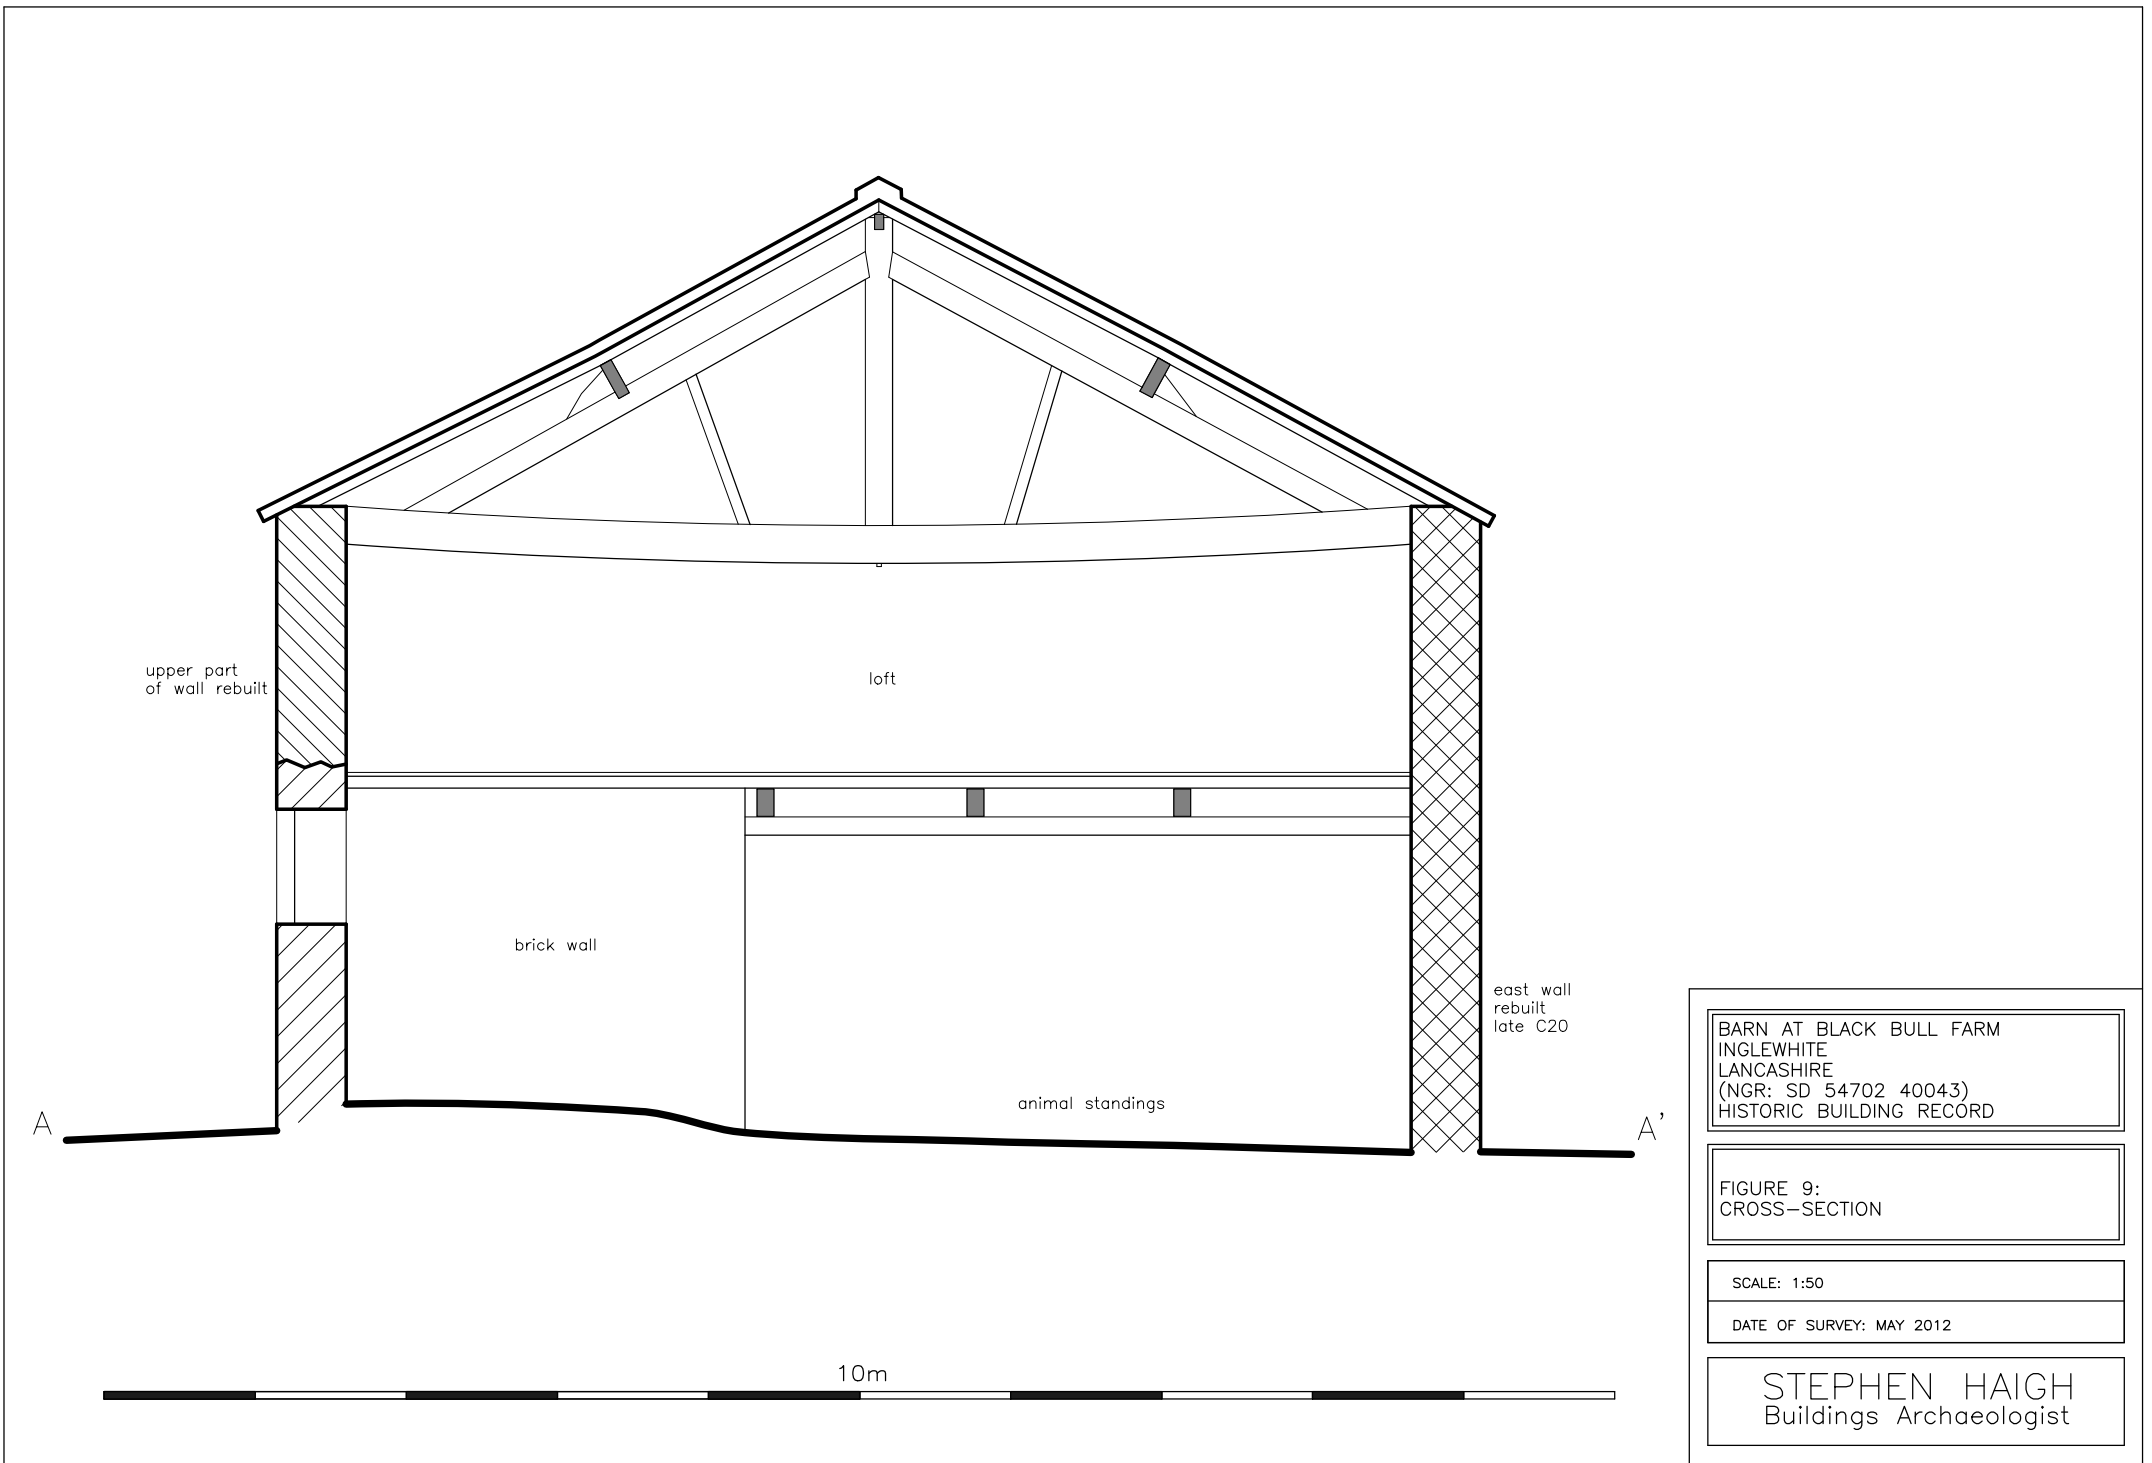 upper part
of wall rebuilt
loft
brick wall
east wall
rebuilt
late C20
animal standings
A
A'
10m
BARN AT BLACK BULL FARM
INGLEWHITE
LANCASHIRE
(NGR: SD 54702 40043)
HISTORIC BUILDING RECORD
FIGURE 9:
CROSS-SECTION
SCALE: 1:50
DATE OF SURVEY: MAY 2012
STEPHEN HAIGH
Buildings Archaeologist